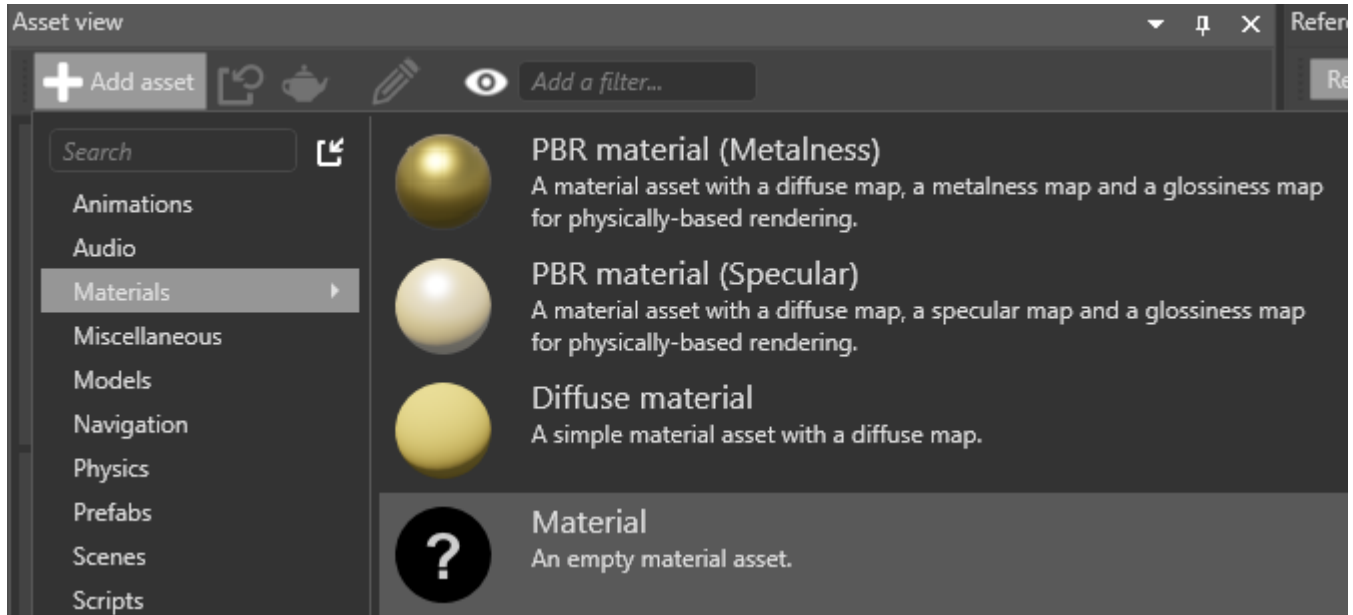 Asset view
Refer
Add asset
Add a filter...
Re
Search
Animations
Audio
Materials
Miscellaneous
Models
Navigation
Physics
Prefabs
Scenes
Scripts
PBR material (Metalness)
A material asset with a diffuse map, a metalness map and a glossiness map
for physically-based rendering.
PBR material (Specular)
A material asset with a diffuse map, a specular map and a glossiness map
for physically-based rendering.
Diffuse material
A simple material asset with a diffuse map.
?
Material
An empty material asset.